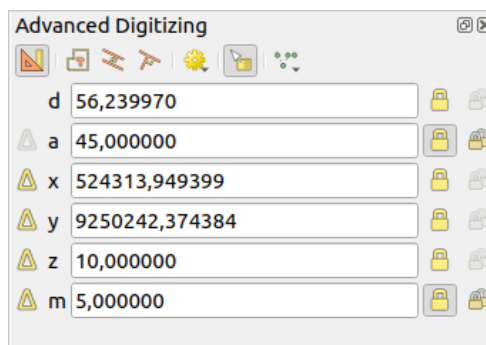 Advanced Digitizing
d 56,239970
a 45,000000
x 524313,949399
y 9250242,374384
z 10,000000
m 5,000000